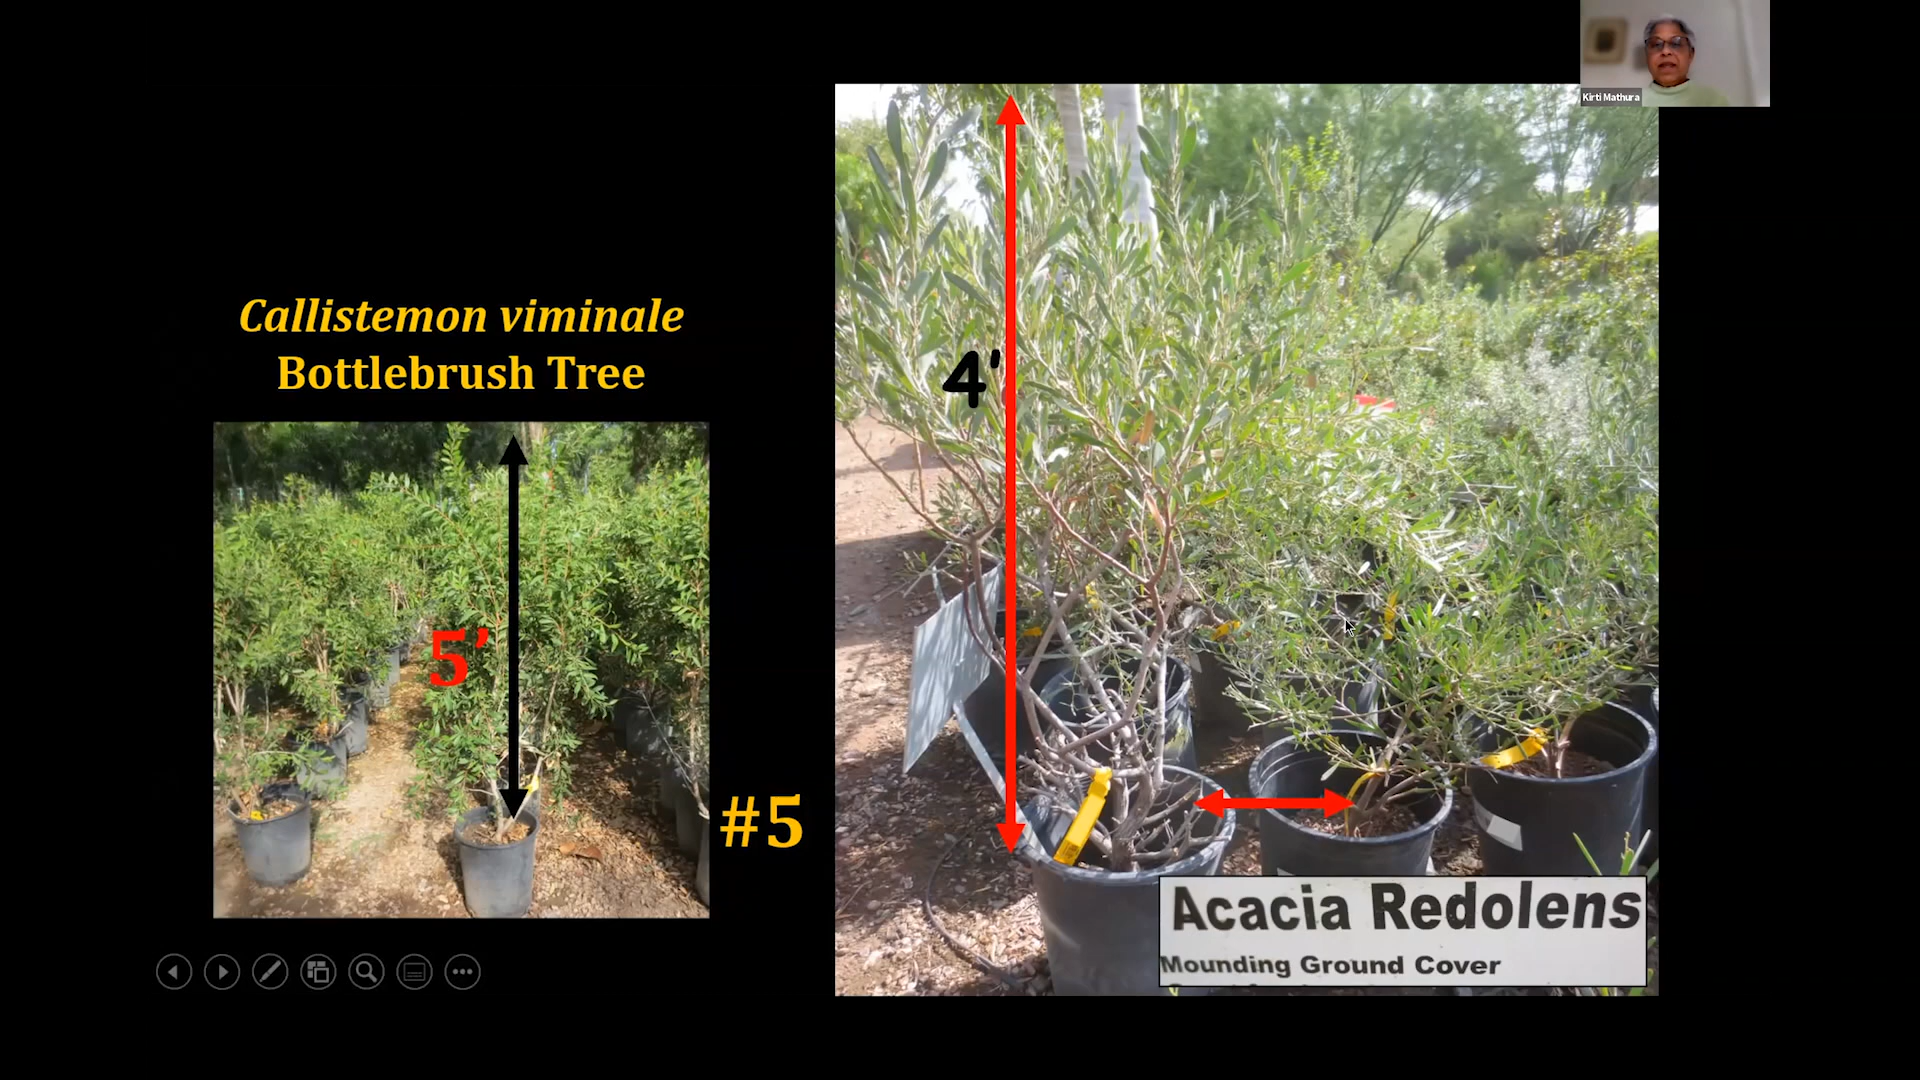 Kirti Mathura
Callistemon viminale
Bottlebrush Tree
5'
#5
4'
Acacia Redolens
Mounding Ground Cover